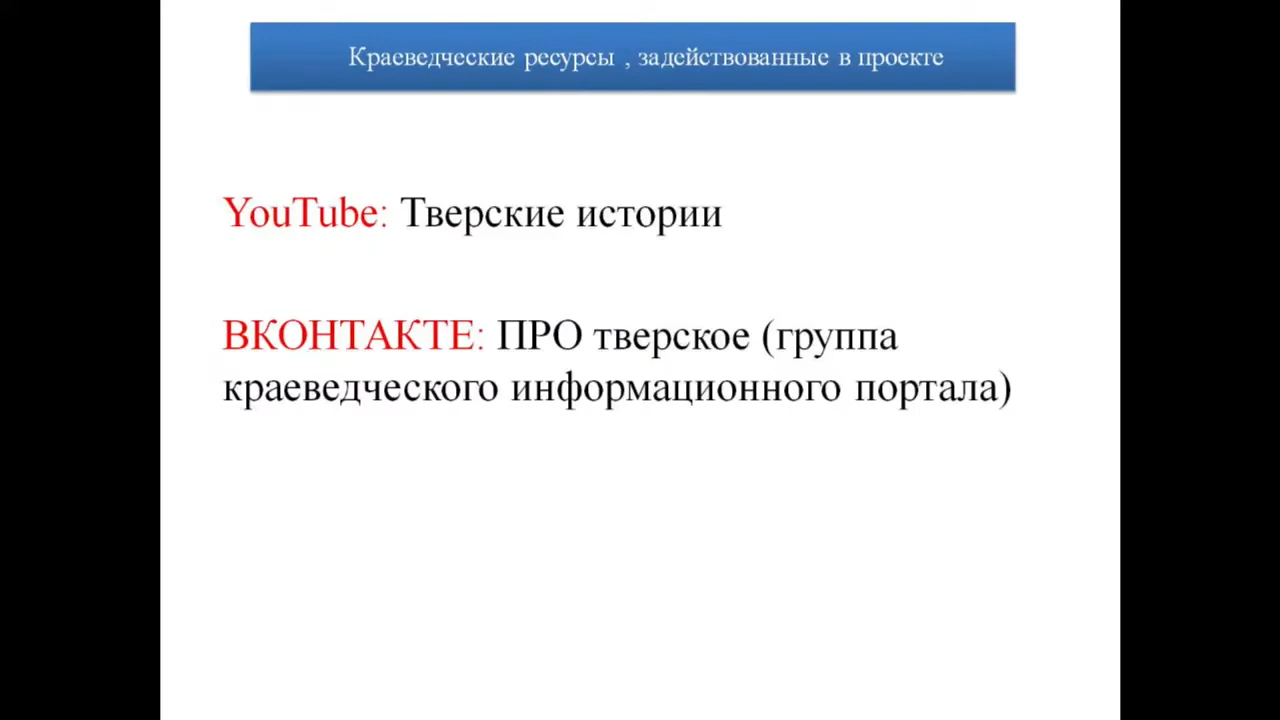 Краеведческие ресурсы , задействованные в проекте
YouTube: Тверские истории
ВКОНТАКТЕ: ПРО тверское (группа
краеведческого информационного портала)